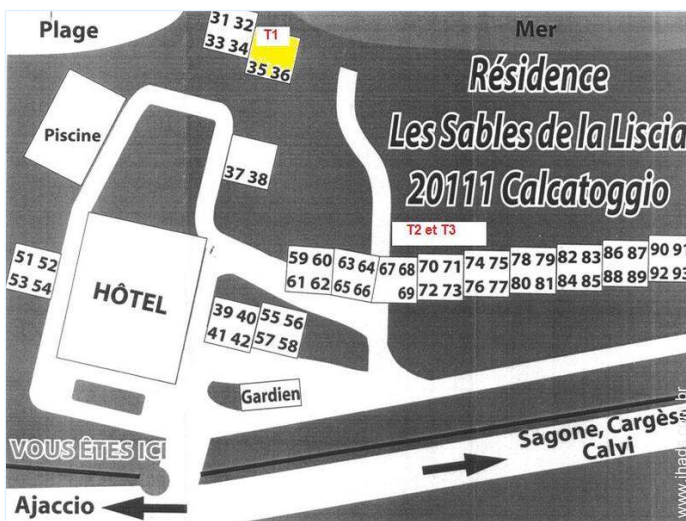 Plage
31 32
33 34
T1
35 36
Mer
Résidence
Les Sables de la Liscia
20111 Calcatoggio
Piscine
37 38
T2 et T3
51 52
53 54
HÔTEL
59 60
61 62
63 64
65 66
67 68
69
70 71
72 73
74 75
76 77
78 79
80 81
82 83
84 85
86 87
88 89
90 91
92 93
39 40
41 42
55 56
57 58
Gardien
VOUS ÊTES ICI
Sagone, Cargès
Calvi
Ajaccio